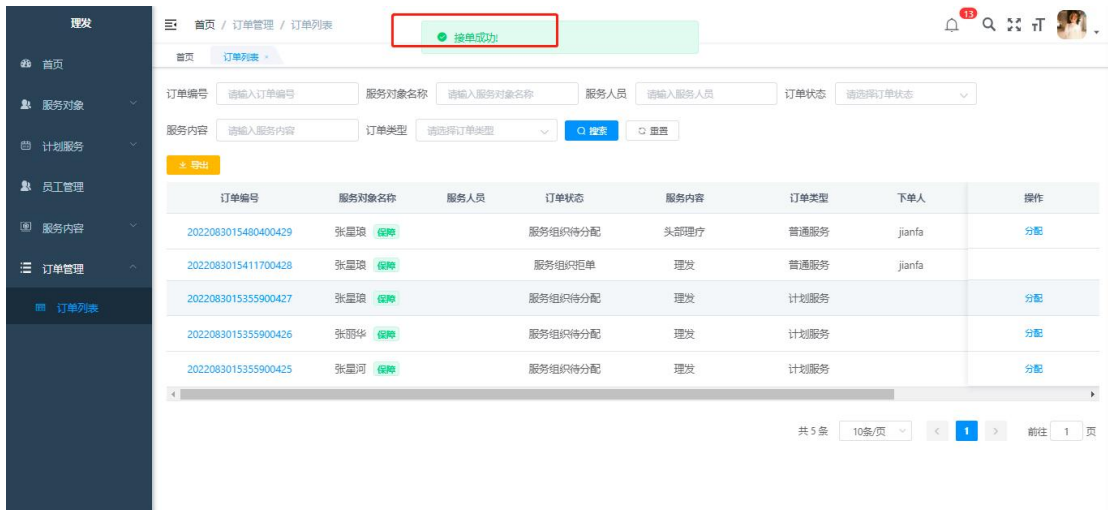 理发
首页 / 订单管理 / 订单列表
接单成功!
13
首页
服务对象
计划服务
员工管理
服务内容
订单管理
订单列表
首页
订单列表
订单编号 请输入订单编号 服务对象名称 请输入服务对象名称 服务人员 请输入服务人员 订单状态 请选择订单状态
服务内容 请输入服务内容 订单类型 请选择订单类型 搜索 重置
导出
订单编号 服务对象名称 服务人员 订单状态 服务内容 订单类型 下单人 操作
2022083015480400429 张星琅 保障 服务组织待分配 头部理疗 普通服务 jianfa 分配
2022083015411700428 张星琅 保障 服务组织拒单 理发 普通服务 jianfa
2022083015355900427 张星琅 保障 服务组织待分配 理发 计划服务 分配
2022083015355900426 张丽华 保障 服务组织待分配 理发 计划服务 分配
2022083015355900425 张星河 保障 服务组织待分配 理发 计划服务 分配
共 5 条 10条/页 1 前往 1 页